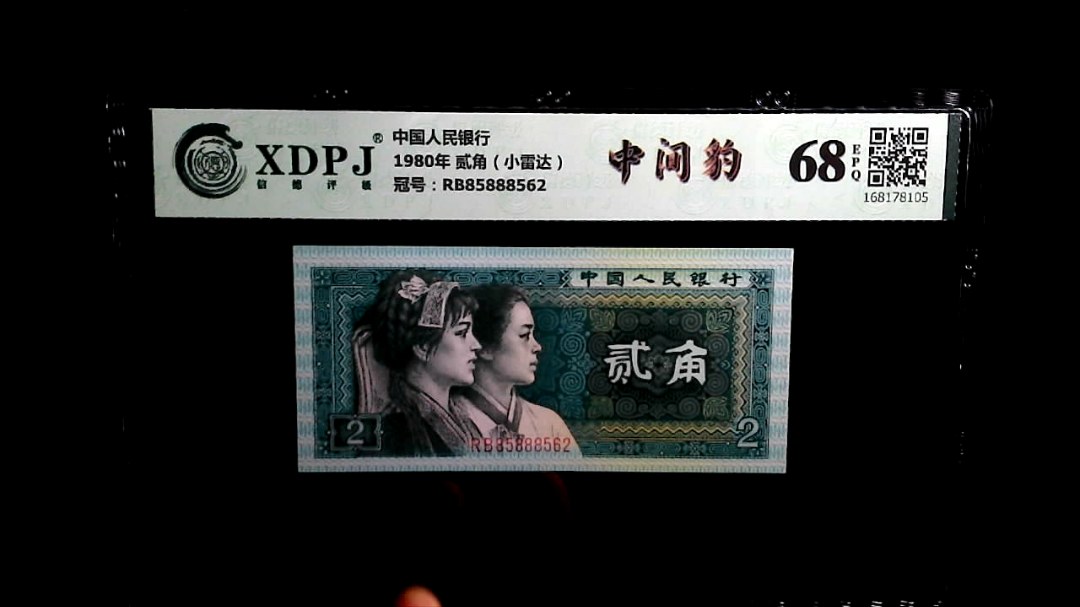 XDPJ®
信德评级
中国人民银行
1980年 贰角（小雷达）
冠号：RB85888562
中间豹
68
EPQ
168178105
中国人民银行
贰角
2
2
RB85888562